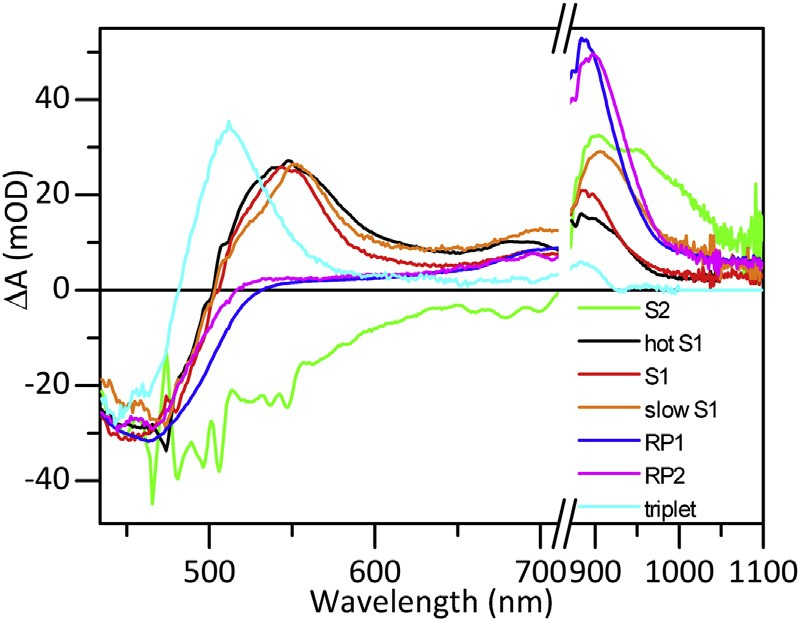 ΔA (mOD)
40
20
0
-20
-40
S2
hot S1
S1
slow S1
RP1
RP2
triplet
500 600 700 900 1000 1100
Wavelength (nm)